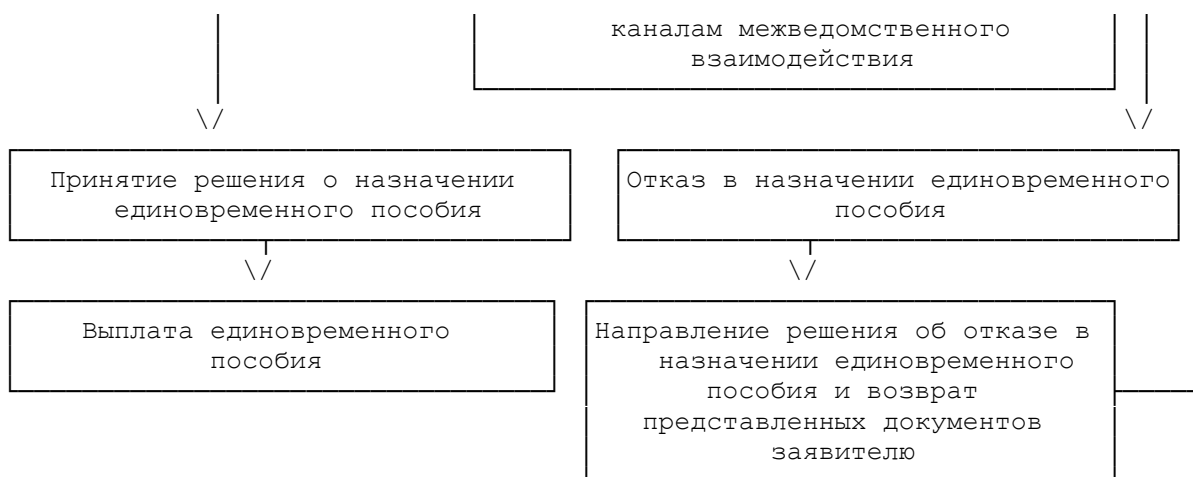 каналам межведомственного
взаимодействия
\/
\/
Принятие решения о назначении
единовременного пособия
Отказ в назначении единовременного
пособия
\/
\/
Выплата единовременного
пособия
Направление решения об отказе в
назначении единовременного
пособия и возврат
представленных документов
заявителю